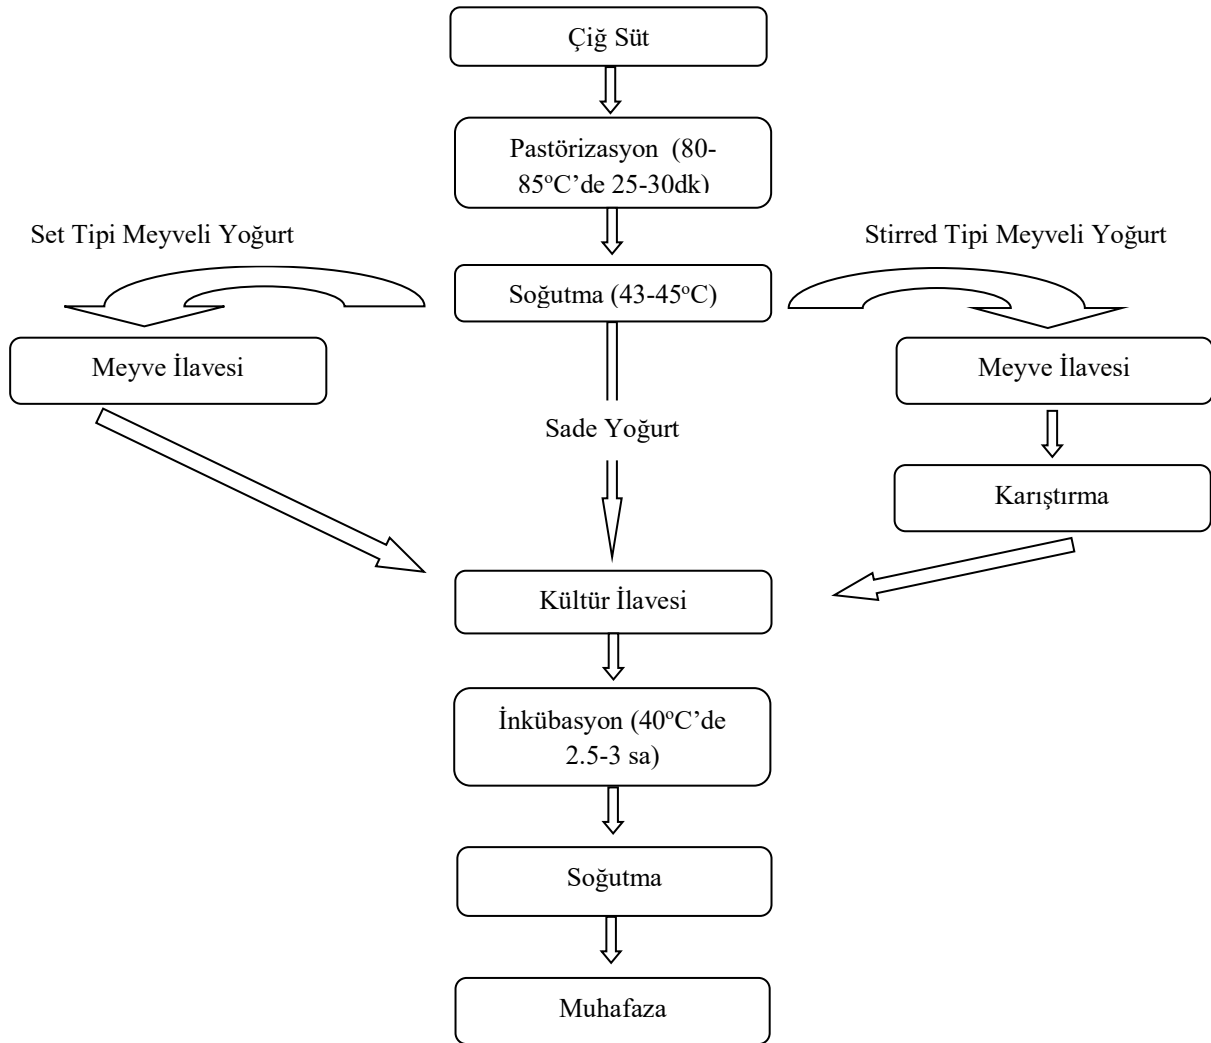 Çiğ Süt
Pastörizasyon (80-
85ºC’de 25-30dk)
Set Tipi Meyveli Yoğurt
Stirred Tipi Meyveli Yoğurt
Soğutma (43-45ºC)
Meyve İlavesi
Meyve İlavesi
Sade Yoğurt
Karıştırma
Kültür İlavesi
İnkübasyon (40ºC’de
2.5-3 sa)
Soğutma
Muhafaza